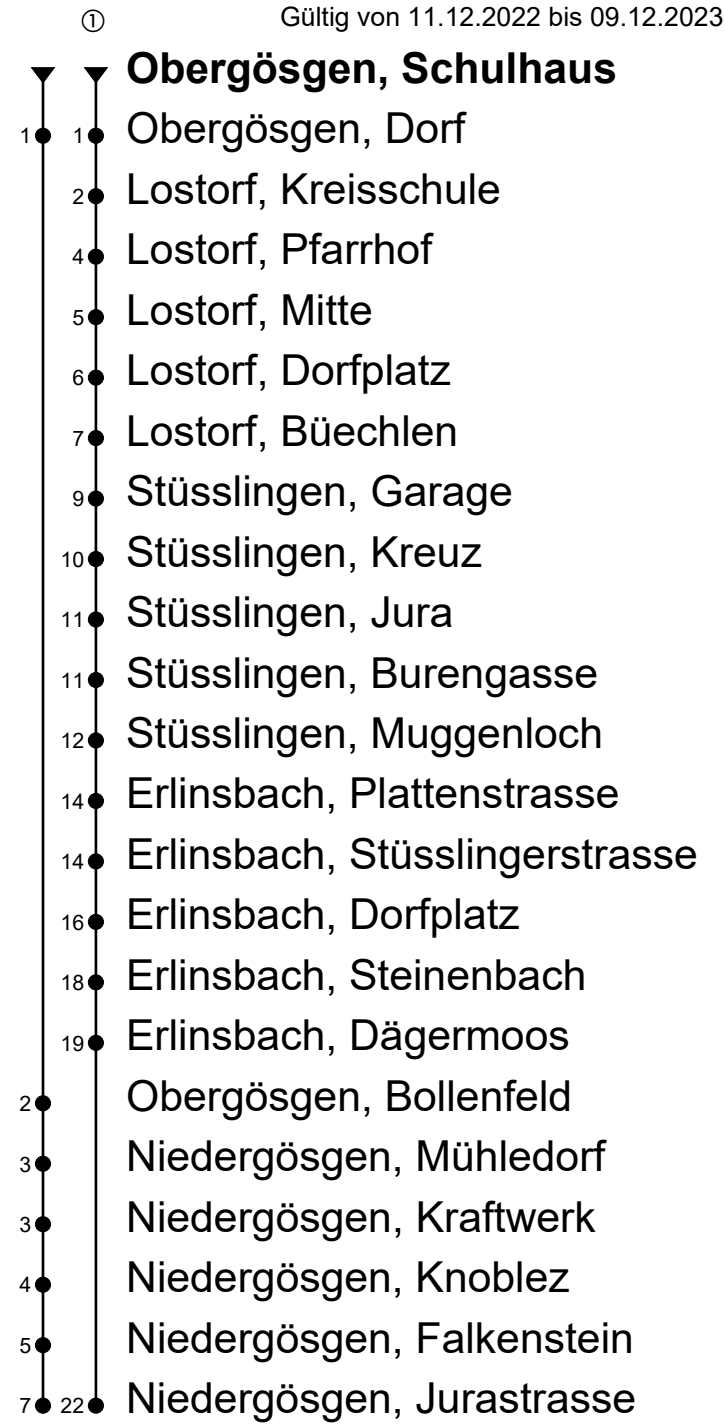 ① Gültig von 11.12.2022 bis 09.12.2023
Obergösgen, Schulhaus
1 1 Obergösgen, Dorf
2 Lostorf, Kreisschule
4 Lostorf, Pfarrhof
5 Lostorf, Mitte
6 Lostorf, Dorfplatz
7 Lostorf, Büechlen
9 Stüsslingen, Garage
10 Stüsslingen, Kreuz
11 Stüsslingen, Jura
11 Stüsslingen, Burengasse
12 Stüsslingen, Muggenloch
14 Erlinsbach, Plattenstrasse
14 Erlinsbach, Stüsslingerstrasse
16 Erlinsbach, Dorfplatz
18 Erlinsbach, Steinenbach
19 Erlinsbach, Dägermoos
2 Obergösgen, Bollenfeld
3 Niedergösgen, Mühledorf
3 Niedergösgen, Kraftwerk
4 Niedergösgen, Knoblez
5 Niedergösgen, Falkenstein
7 22 Niedergösgen, Jurastrasse